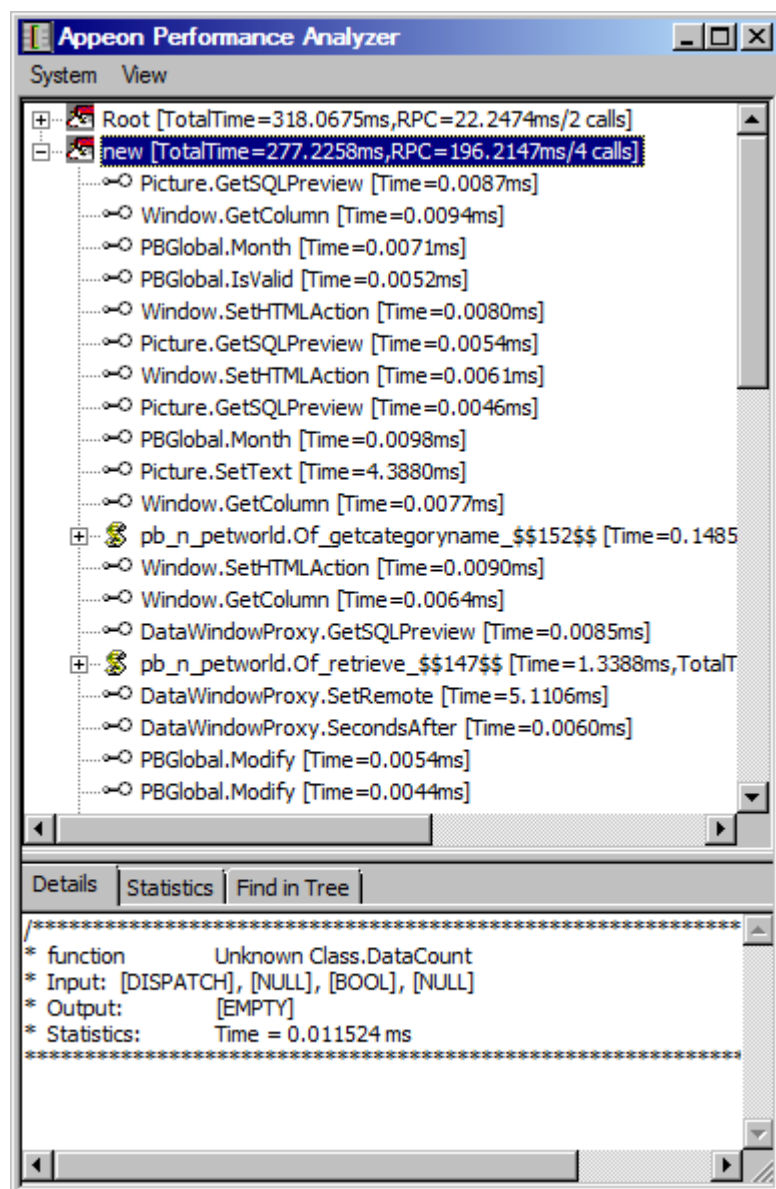 Appeon Performance Analyzer
System View
Root [TotalTime=318.0675ms,RPC=22.2474ms/2 calls]
new [TotalTime=277.2258ms,RPC=196.2147ms/4 calls]
Picture.GetSQLPreview [Time=0.0087ms]
Window.GetColumn [Time=0.0094ms]
PBGlobal.Month [Time=0.0071ms]
PBGlobal.IsValid [Time=0.0052ms]
Window.SetHTMLAction [Time=0.0080ms]
Picture.GetSQLPreview [Time=0.0054ms]
Window.SetHTMLAction [Time=0.0061ms]
Picture.GetSQLPreview [Time=0.0046ms]
PBGlobal.Month [Time=0.0098ms]
Picture.SetText [Time=4.3880ms]
Window.GetColumn [Time=0.0077ms]
pb_n_petworld.Of_getcategoryname_$$152$$ [Time=0.1485
Window.SetHTMLAction [Time=0.0090ms]
Window.GetColumn [Time=0.0064ms]
DataWindowProxy.GetSQLPreview [Time=0.0085ms]
pb_n_petworld.Of_retrieve_$$147$$ [Time=1.3388ms,TotalT
DataWindowProxy.SetRemote [Time=5.1106ms]
DataWindowProxy.SecondsAfter [Time=0.0060ms]
PBGlobal.Modify [Time=0.0054ms]
PBGlobal.Modify [Time=0.0044ms]
Details Statistics Find in Tree
/************************************************************
* function Unknown Class.DataCount
* Input: [DISPATCH], [NULL], [BOOL], [NULL]
* Output: [EMPTY]
* Statistics: Time = 0.011524 ms
*************************************************************